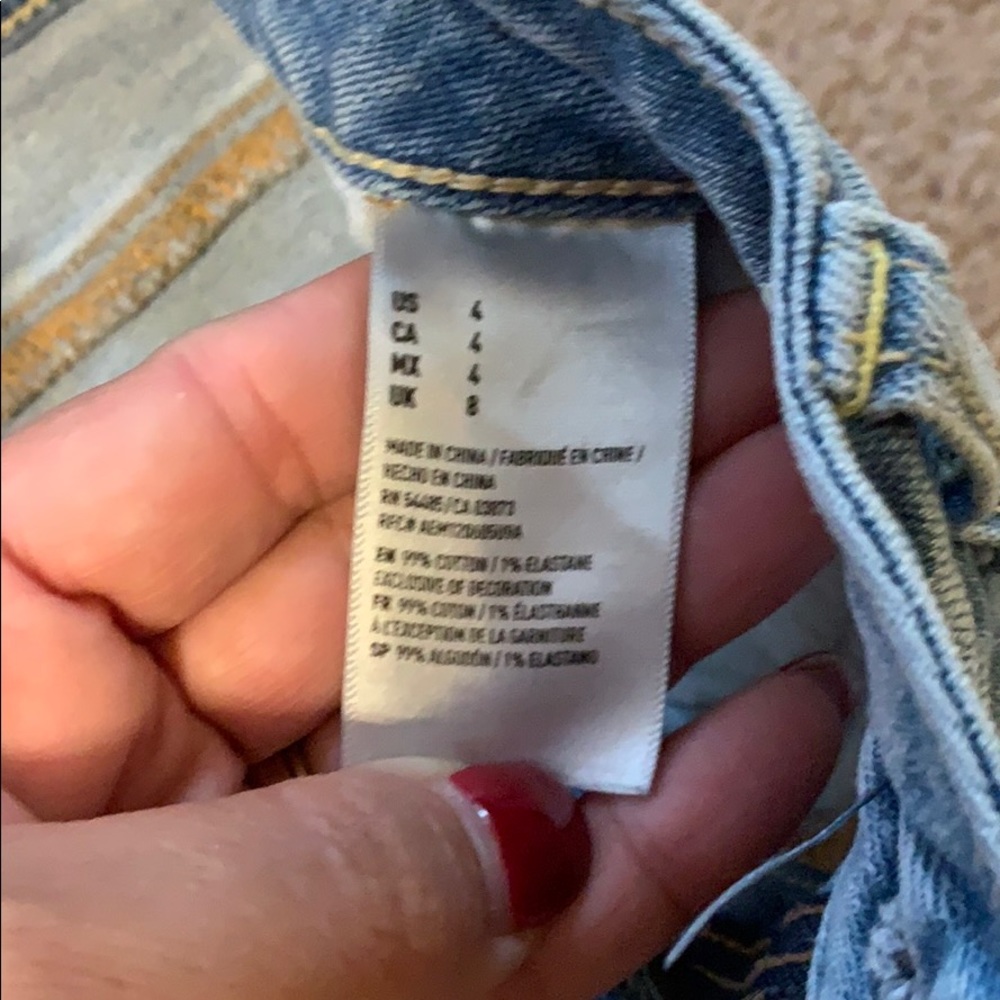 US 4
CA 4
MX 4
UK 8
MADE IN CHINA / FABRIQUÉ EN CHINE /
HECHO EN CHINA
RN 54485 / CA 03073
RFC#
EN 99% COTTON / 1% ELASTANE
EXCLUSIVE OF DECORATION
FR 99% COTON / 1% ÉLASTHANNE
À L'EXCEPTION DE LA GARNITURE
SP 99% ALGODÓN / 1% ELASTANO